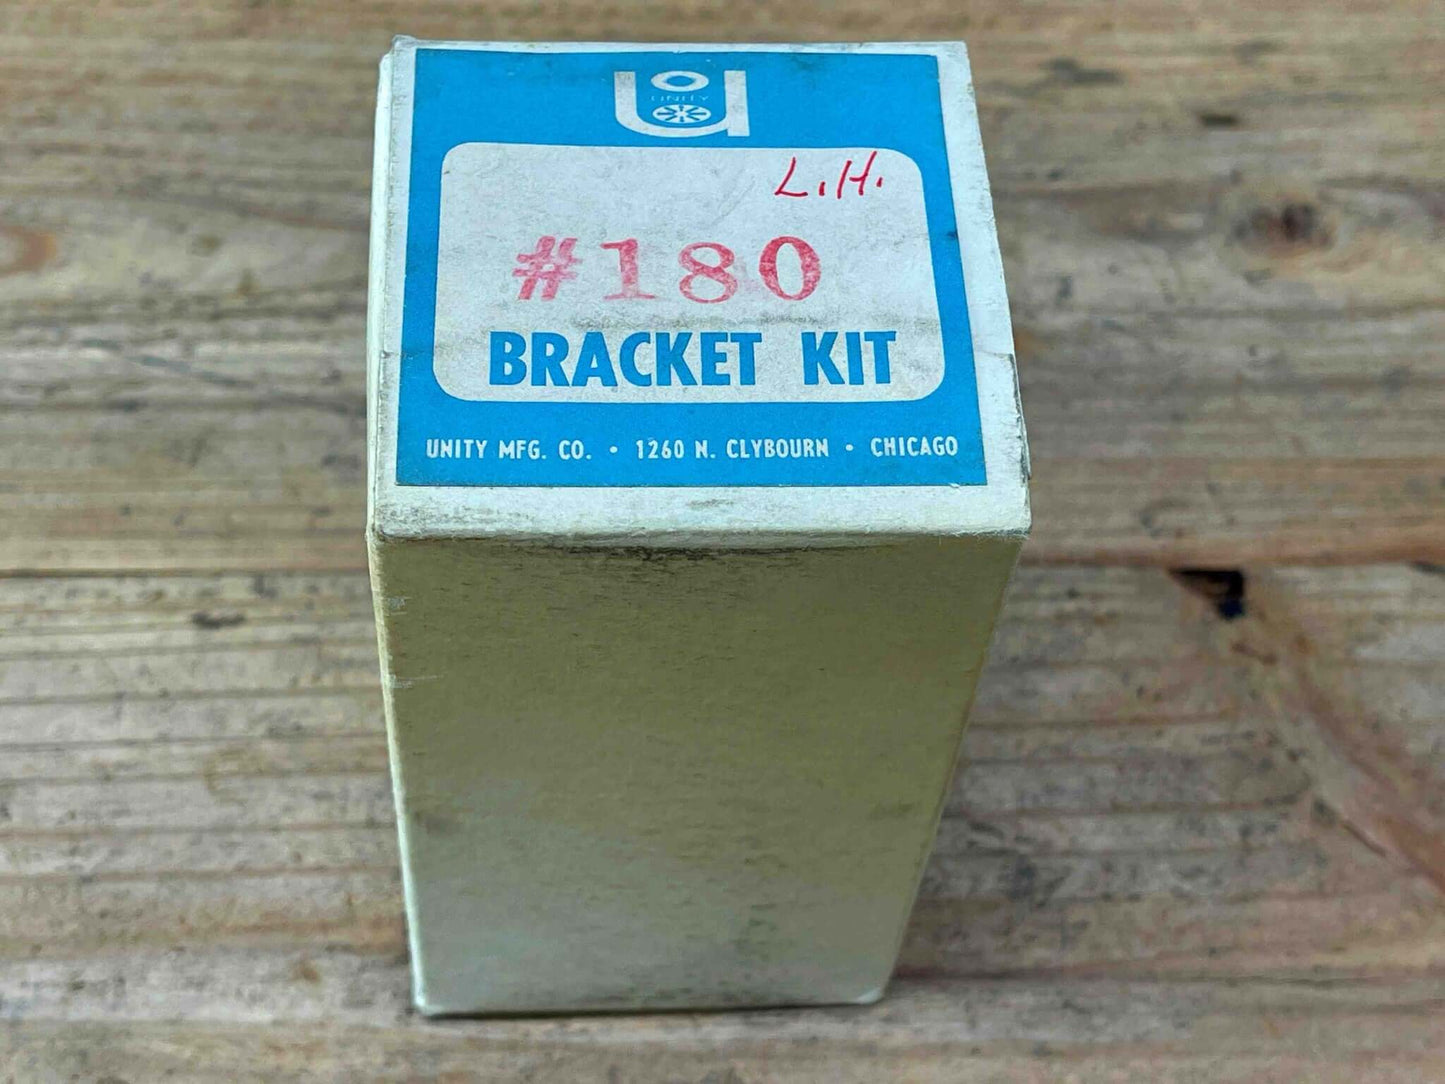 UNITY
L.H.
#180
BRACKET KIT
UNITY MFG. CO. • 1260 N. CLYBOURN • CHICAGO